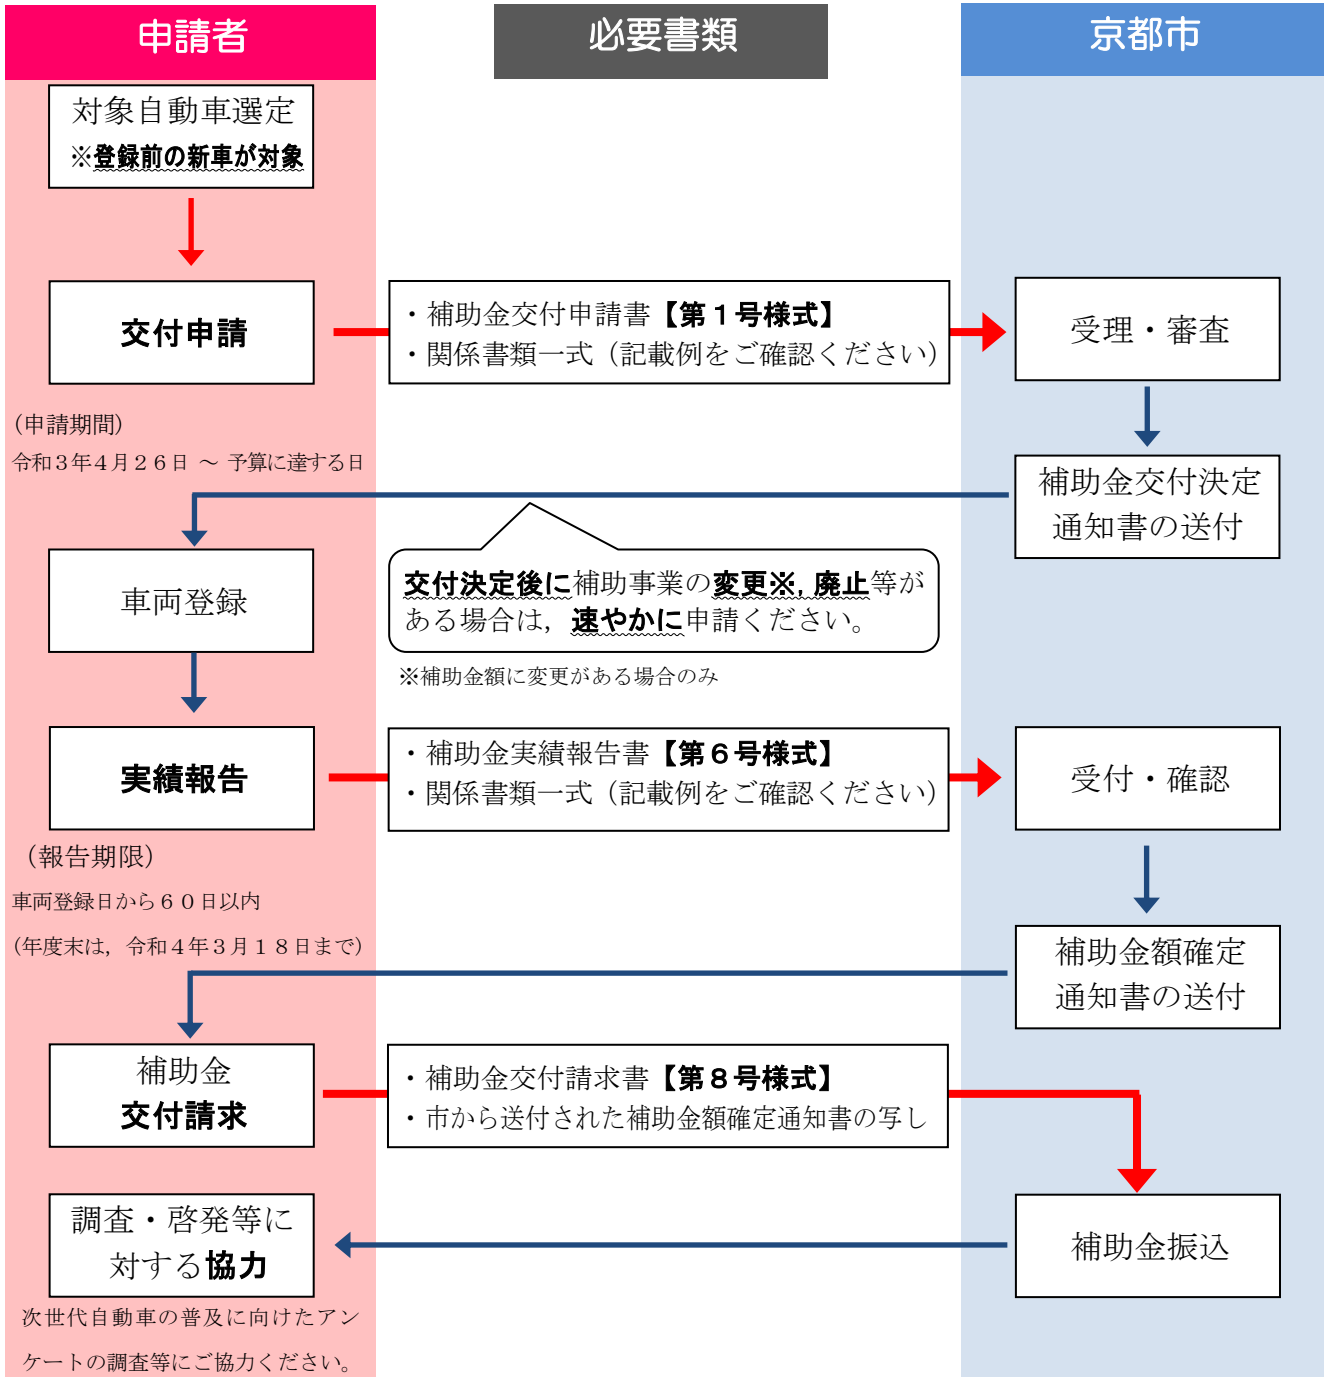 申請者
必要書類
京都市
対象自動車選定
※登録前の新車が対象
交付申請
・補助金交付申請書【第１号様式】
・関係書類一式（記載例をご確認ください）
受理・審査
（申請期間）
令和３年４月２６日 ～ 予算に達する日
補助金交付決定
通知書の送付
車両登録
交付決定後に補助事業の変更※，廃止等が
ある場合は，速やかに申請ください。
※補助金額に変更がある場合のみ
実績報告
・補助金実績報告書【第６号様式】
・関係書類一式（記載例をご確認ください）
受付・確認
（報告期限）
車両登録日から６０日以内
（年度末は，令和４年３月１８日まで）
補助金額確定
通知書の送付
補助金
交付請求
・補助金交付請求書【第８号様式】
・市から送付された補助金額確定通知書の写し
調査・啓発等に
対する協力
補助金振込
次世代自動車の普及に向けたアン
ケートの調査等にご協力ください。